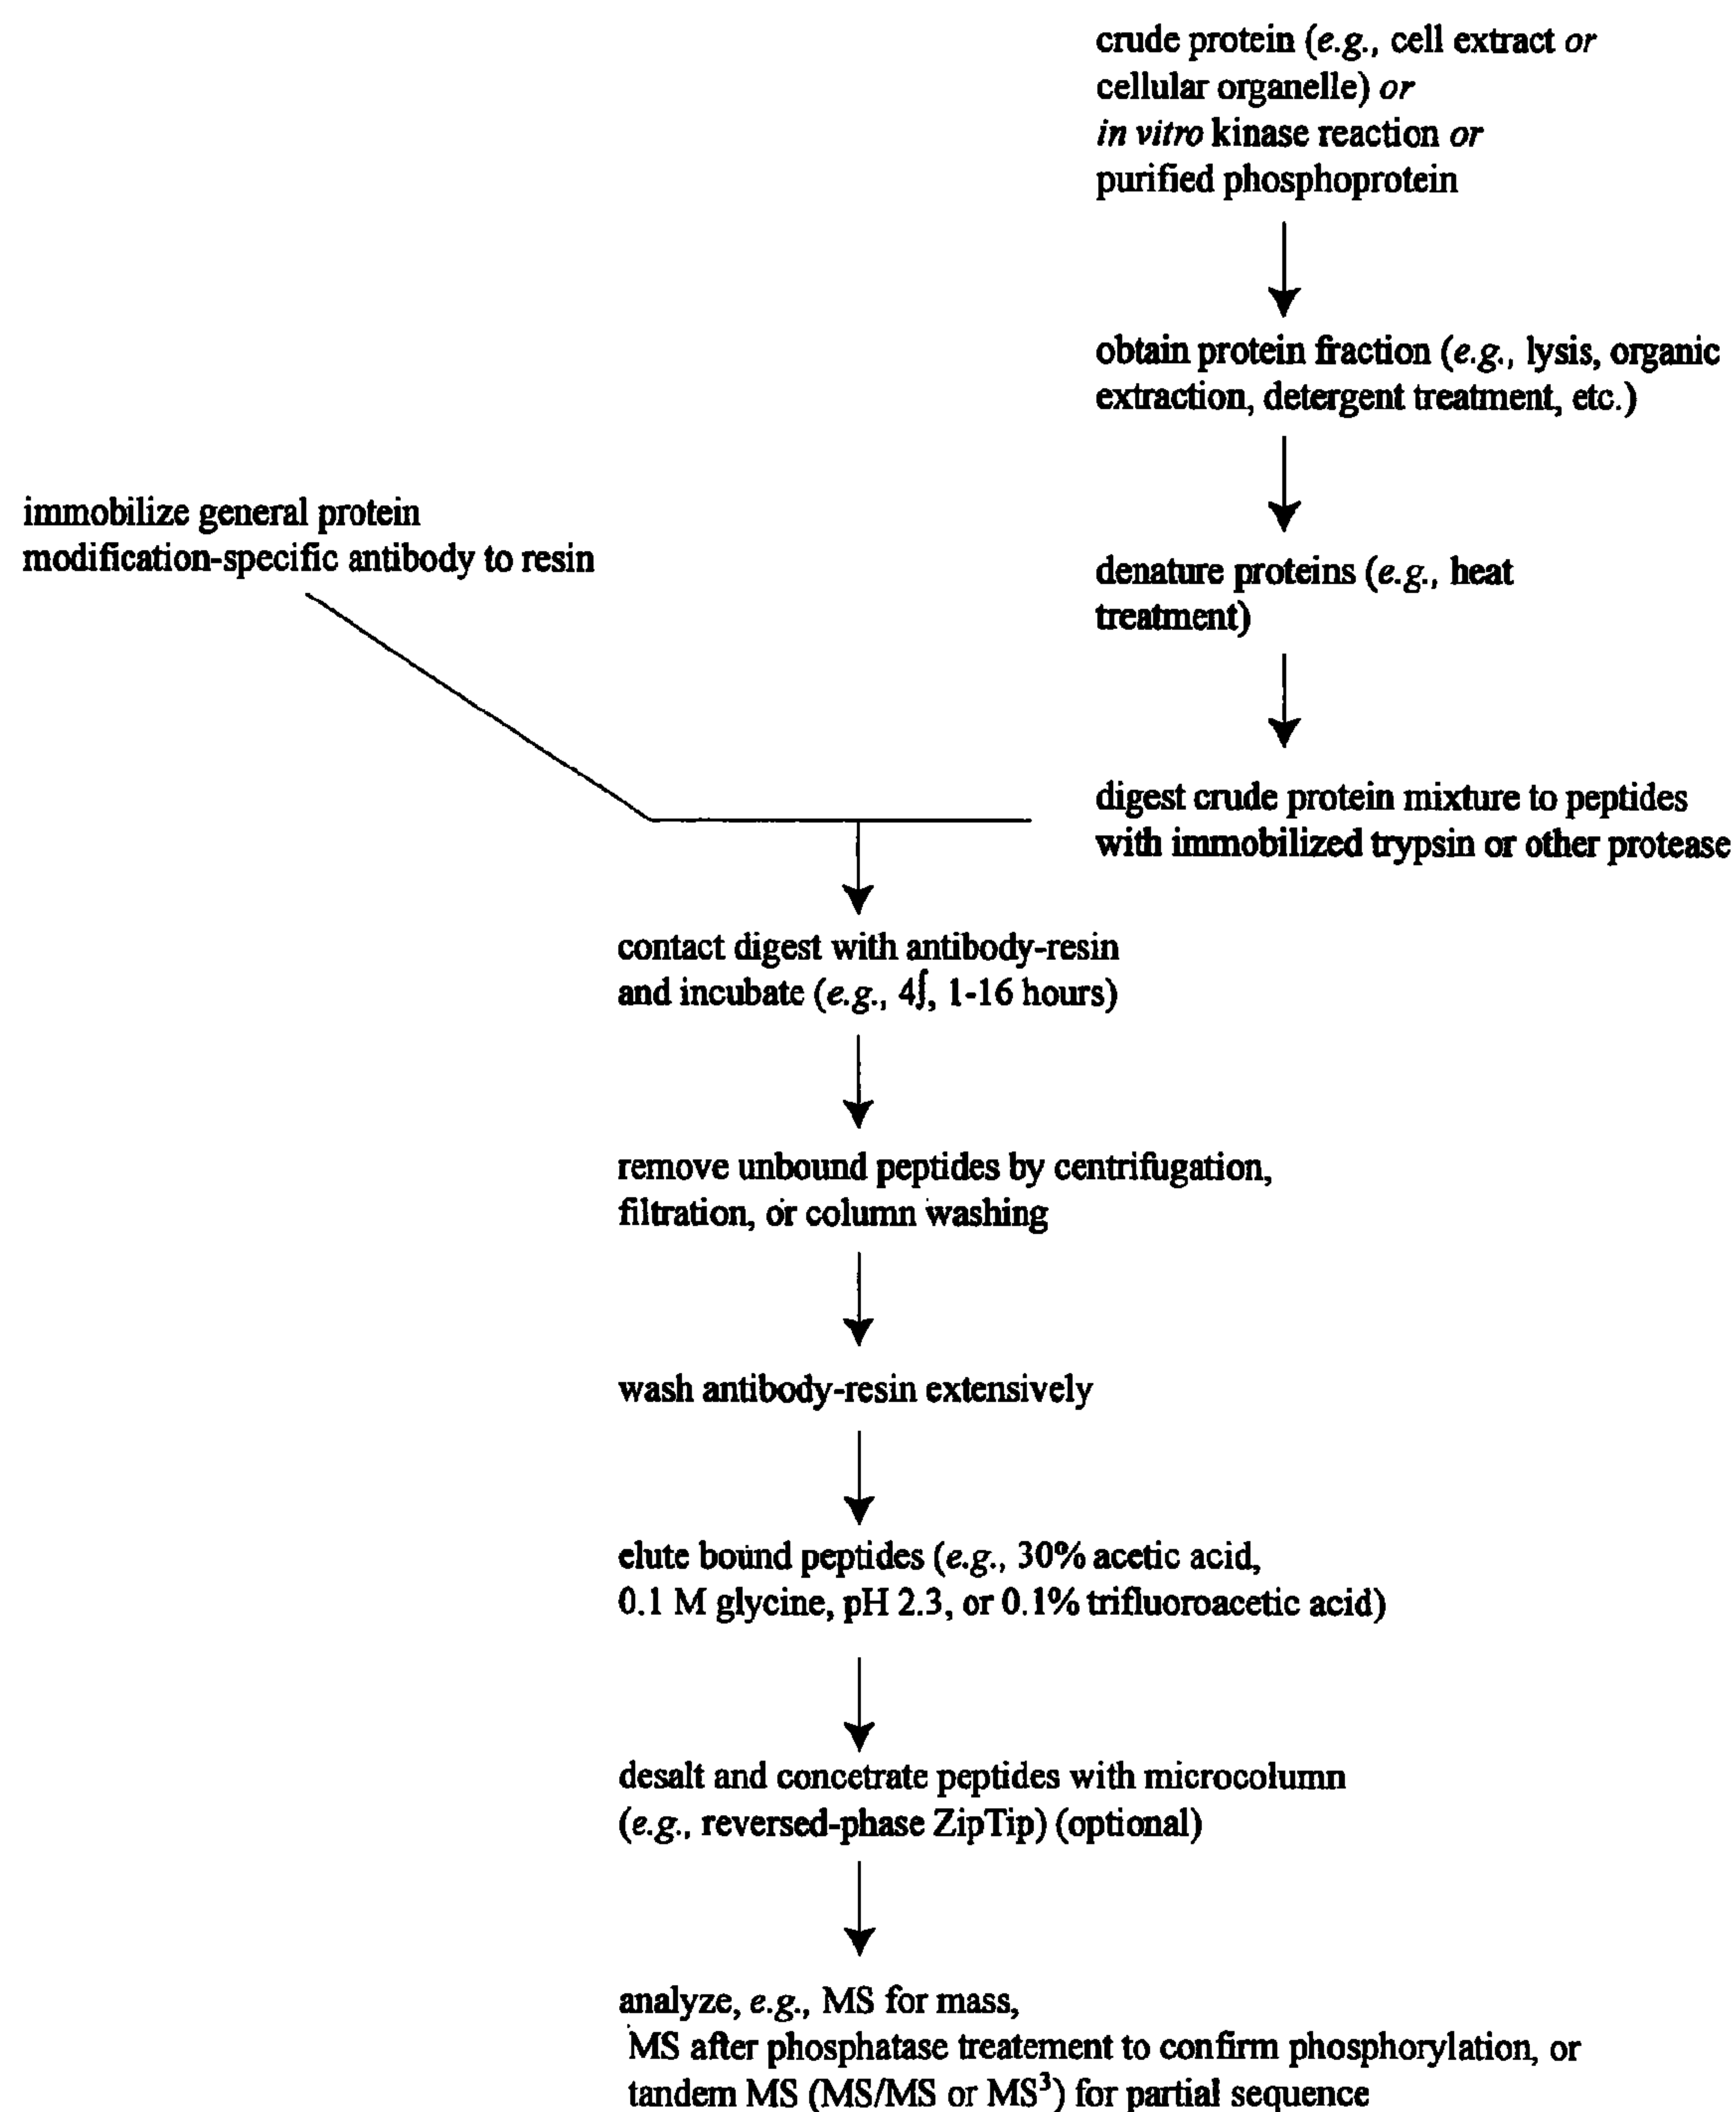 crude protein (e.g., cell extract or
cellular organelle) or
in vitro kinase reaction or
purified phosphoprotein
obtain protein fraction (e.g., lysis, organic
extraction, detergent treatment, etc.)
immobilize general protein
modification-specific antibody to resin
denature proteins (e.g., heat
treatment)
digest crude protein mixture to peptides
with immobilized trypsin or other protease
contact digest with antibody-resin
and incubate (e.g., 4∫, 1-16 hours)
remove unbound peptides by centrifugation,
filtration, or column washing
wash antibody-resin extensively
elute bound peptides (e.g., 30% acetic acid,
0.1 M glycine, pH 2.3, or 0.1% trifluoroacetic acid)
desalt and concetrate peptides with microcolumn
(e.g., reversed-phase ZipTip) (optional)
analyze, e.g., MS for mass,
MS after phosphatase treatement to confirm phosphorylation, or
tandem MS (MS/MS or MS³) for partial sequence